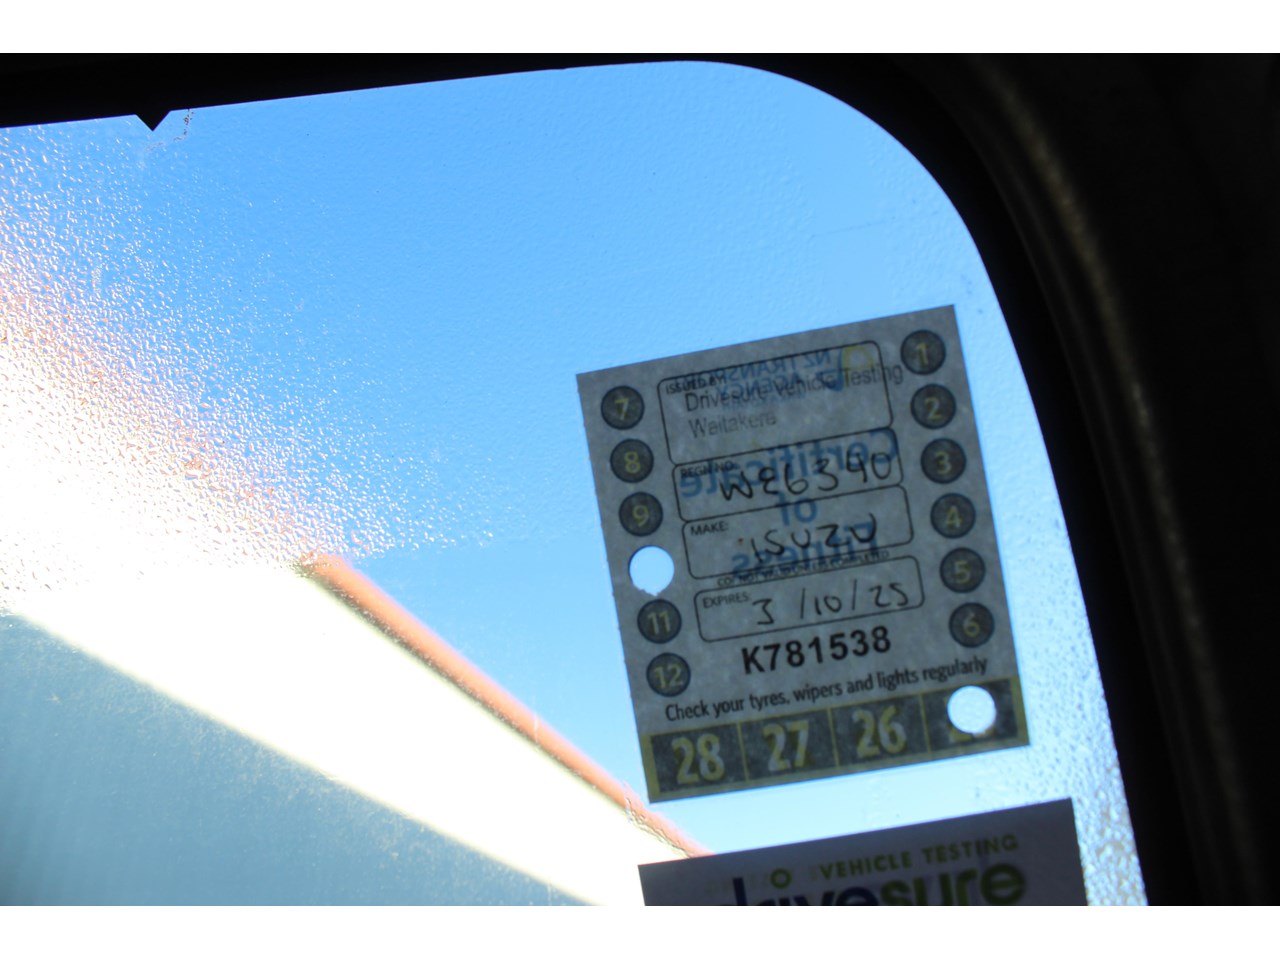 ISSUED BY:
Drivesure Vehicle Testing
Waitakere
REGN NO:
MAKE: ISUZU
EXPIRES 3/10/25
K781538
Check your tyres, wipers and lights regularly
7
8
9
11
12
1
2
3
4
5
6
28 27 26
NZ TRANSPORT
AGENCY
Certificate
of
Fitness
VEHICLE TESTING
drivesure